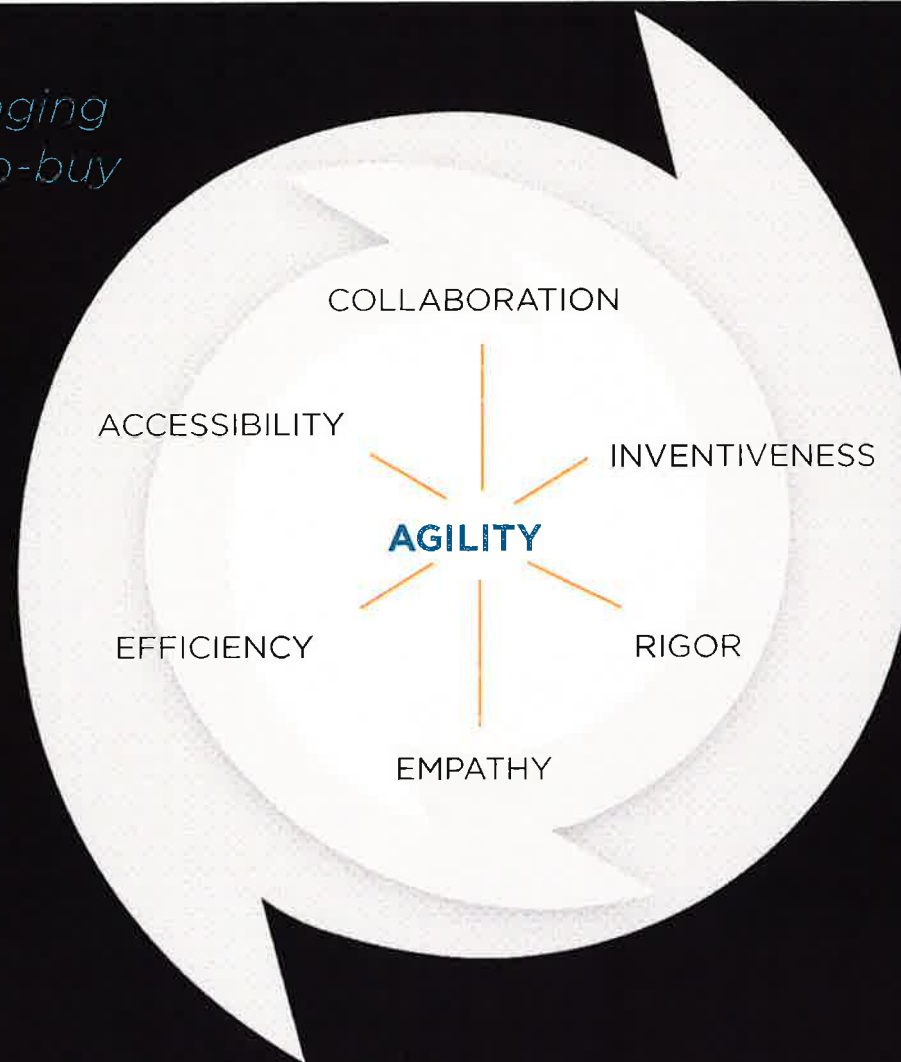 COLLABORATION
ACCESSIBILITY
INVENTIVENESS
AGILITY
EFFICIENCY
RIGOR
EMPATHY